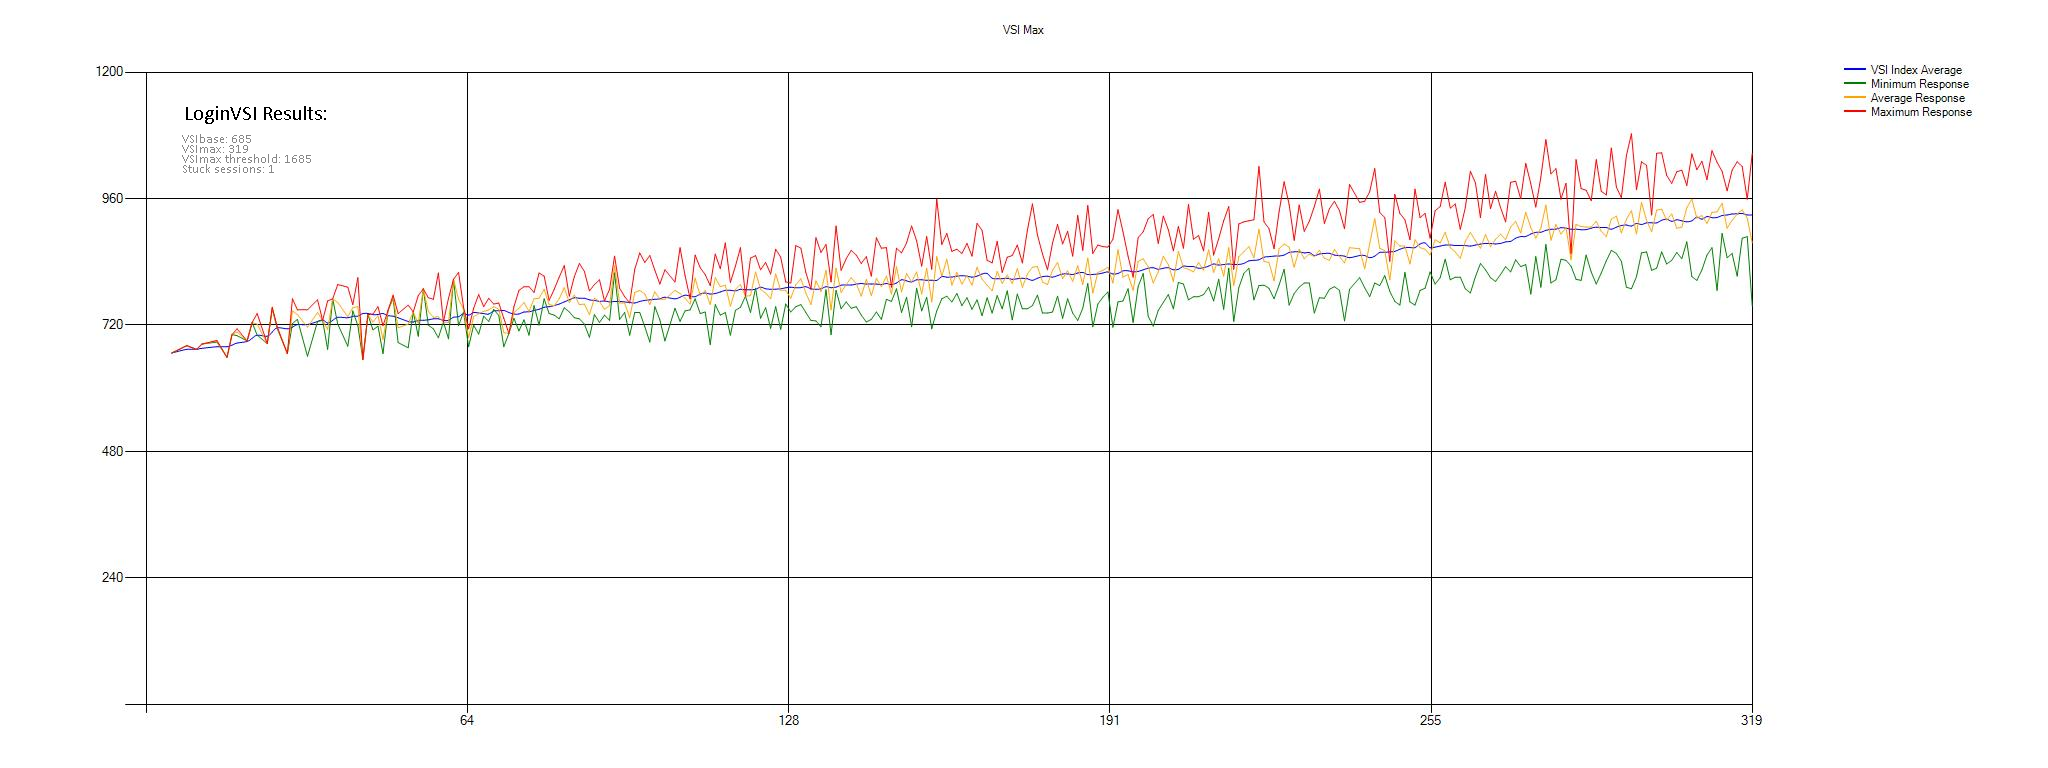 VSI Max
1200
960
720
480
240
LoginVSI Results:
VSIbase: 685
VSImax: 319
VSImax threshold: 1685
Stuck sessions: 1
VSI Index Average
Minimum Response
Average Response
Maximum Response
64 128 191 255 319